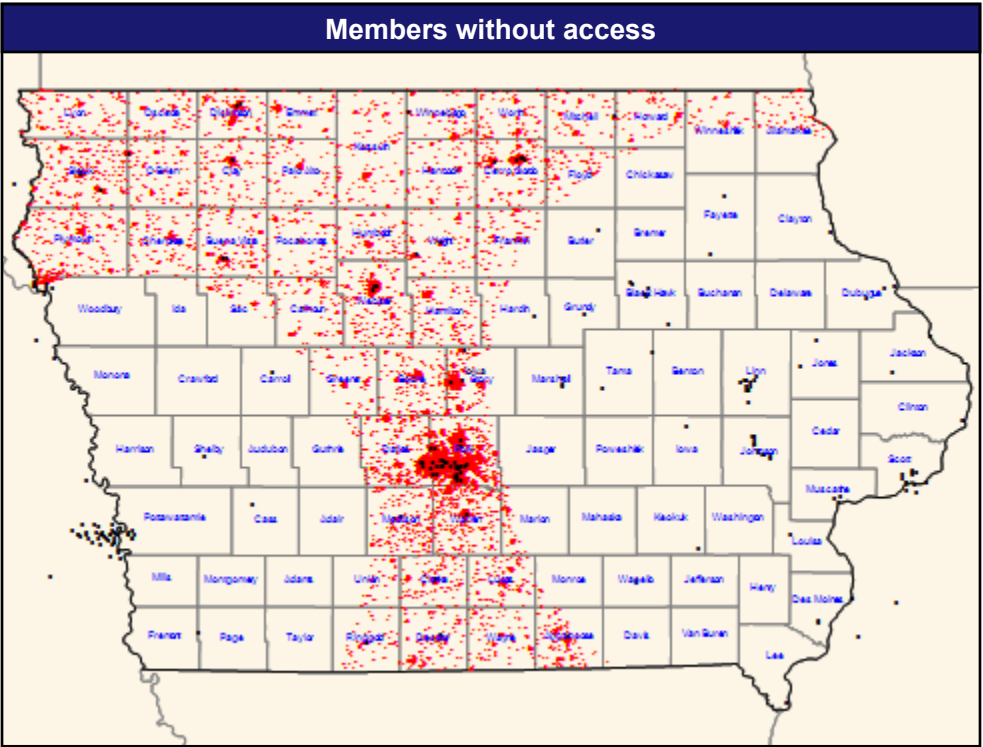 Members without access
Lyon
Osceola
Dickinson
Emmet
Winnebago
Worth
Mitchell
Howard
Winneshiek
Allamakee
Kossuth
Sioux
O'Brien
Clay
Palo Alto
Hancock
Cerro Gordo
Floyd
Chickasaw
Fayette
Clayton
Plymouth
Cherokee
Buena Vista
Pocahontas
Humboldt
Wright
Franklin
Butler
Bremer
Woodbury
Ida
Sac
Calhoun
Webster
Hamilton
Hardin
Grundy
Black Hawk
Buchanan
Delaware
Dubuque
Monona
Crawford
Carroll
Greene
Boone
Story
Marshall
Tama
Benton
Linn
Jones
Jackson
Clinton
Harrison
Shelby
Audubon
Guthrie
Dallas
Polk
Jasper
Poweshiek
Iowa
Johnson
Cedar
Scott
Muscatine
Pottawattamie
Cass
Adair
Madison
Warren
Marion
Mahaska
Keokuk
Washington
Louisa
Mills
Montgomery
Adams
Union
Clarke
Lucas
Monroe
Wapello
Jefferson
Henry
Des Moines
Fremont
Page
Taylor
Ringgold
Decatur
Wayne
Appanoose
Davis
Van Buren
Lee